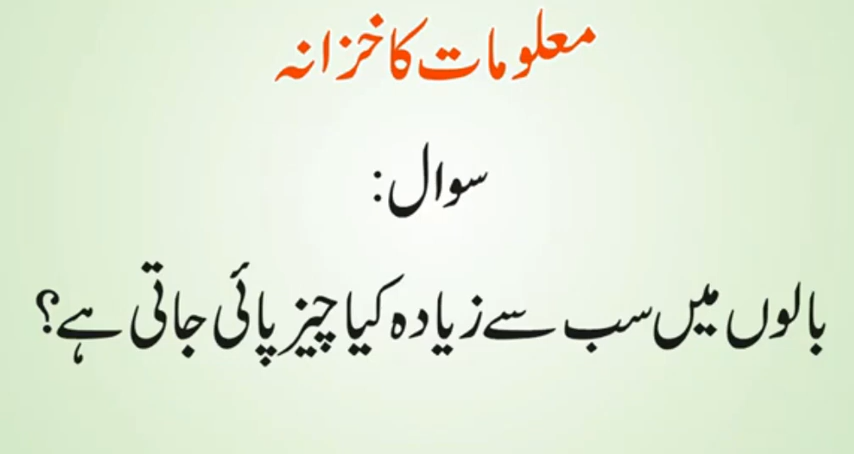 معلومات کا خزانہ
سوال:
بالوں میں سب سے زیادہ کیا چیز پائی جاتی ہے؟